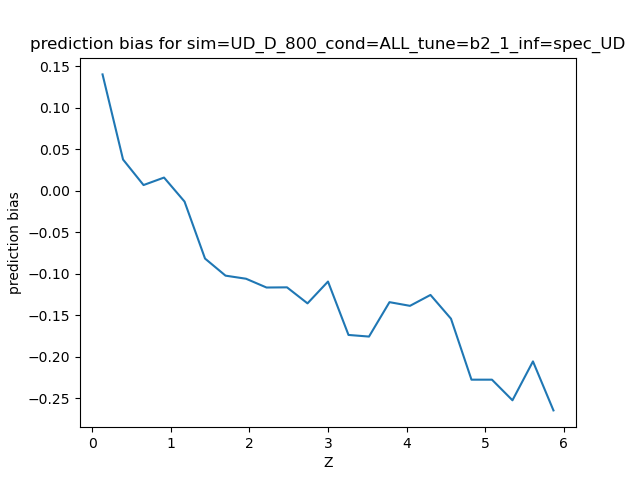 prediction bias for sim=UD_D_800_cond=ALL_tune=b2_1_inf=spec_UD
0.15
0.10
0.05
0.00
−0.05
−0.10
−0.15
−0.20
−0.25
prediction bias
0 1 2 3 4 5 6
Z